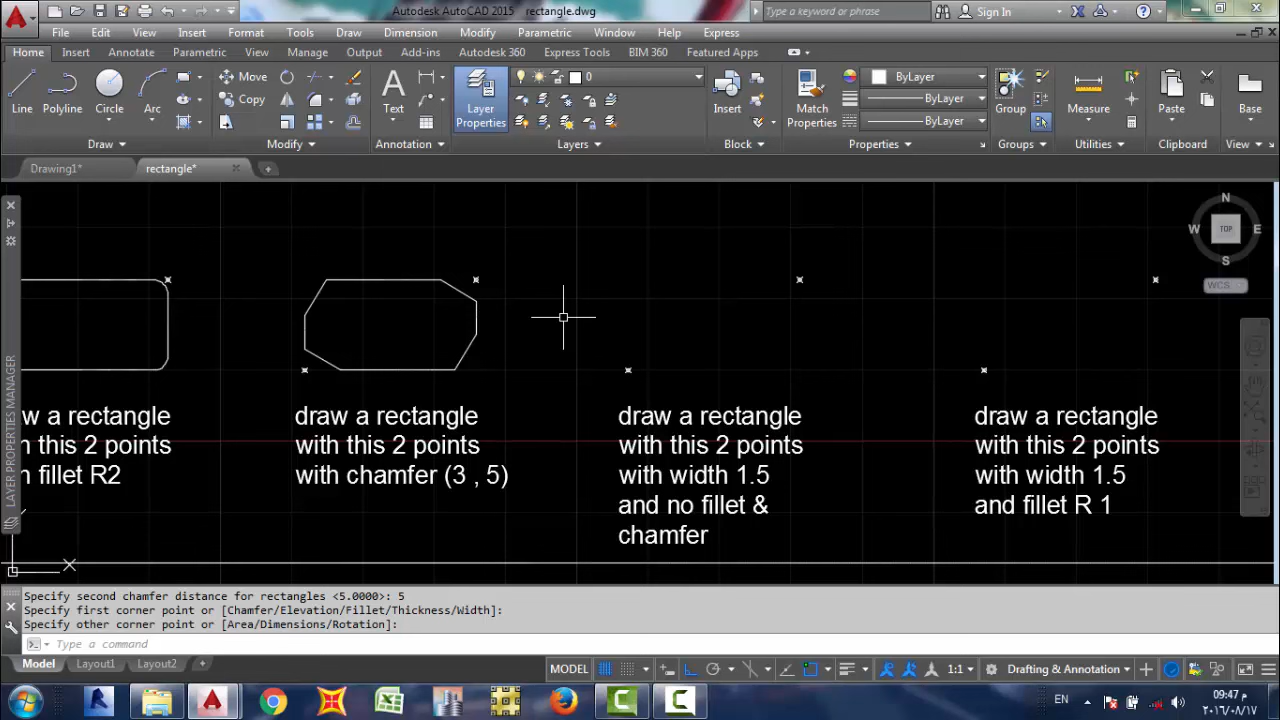 Autodesk AutoCAD 2015 rectangle.dwg
Type a keyword or phrase
Sign In
File Edit View Insert Format Tools Draw Dimension Modify Parametric Window Help Express
Home Insert Annotate Parametric View Manage Output Add-ins Autodesk 360 Express Tools BIM 360 Featured Apps
Line Polyline Circle Arc
Move
Copy
Text
Layer
Properties
0
Insert
Match
Properties
ByLayer
ByLayer
ByLayer
Group
Measure
Paste
Base
Draw Modify Annotation Layers Block Properties Groups Utilities Clipboard View
Drawing1* rectangle*
N
W TOP E
S
WCS
LAYER PROPERTIES MANAGER
w a rectangle
h this 2 points
n fillet R2
draw a rectangle
with this 2 points
with chamfer (3 , 5)
draw a rectangle
with this 2 points
with width 1.5
and no fillet &
chamfer
draw a rectangle
with this 2 points
with width 1.5
and fillet R 1
X
Specify second chamfer distance for rectangles <5.0000>: 5
Specify first corner point or [Chamfer/Elevation/Fillet/Thickness/Width]:
Specify other corner point or [Area/Dimensions/Rotation]:
Type a command
Model Layout1 Layout2
MODEL
1:1
Drafting & Annotation
EN
09:47 م
٢٠١٦/٠٨/١٧